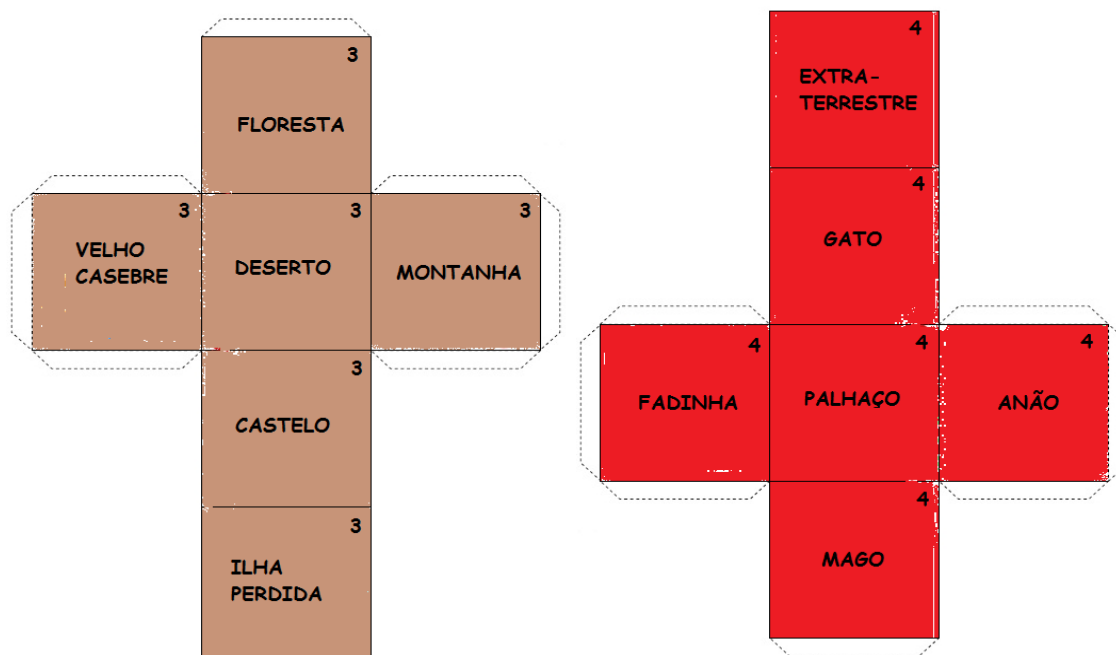 3
FLORESTA
3
VELHO
CASEBRE
3
DESERTO
3
MONTANHA
3
CASTELO
3
ILHA
PERDIDA
4
EXTRA-
TERRESTRE
4
GATO
4
FADINHA
4
PALHAÇO
4
ANÃO
4
MAGO